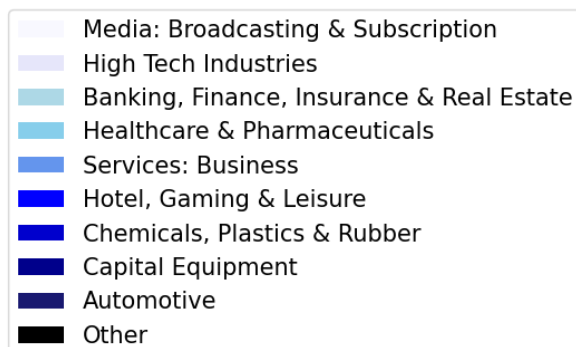 Media: Broadcasting & Subscription
High Tech Industries
Banking, Finance, Insurance & Real Estate
Healthcare & Pharmaceuticals
Services: Business
Hotel, Gaming & Leisure
Chemicals, Plastics & Rubber
Capital Equipment
Automotive
Other